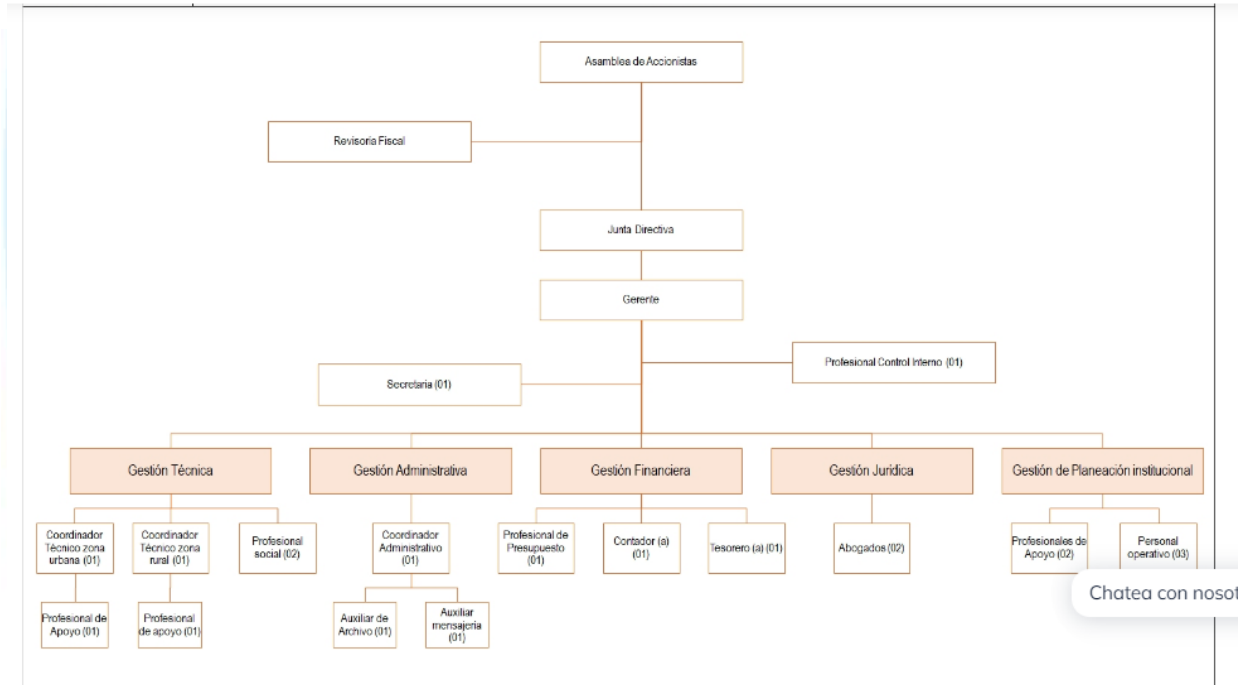 Asamblea de Accionistas
Revisoria Fiscal
Junta Directiva
Gerente
Profesional Control Interno (01)
Secretaria (01)
Gestión Técnica
Gestión Administrativa
Gestión Financiera
Gestión Jurídica
Gestión de Planeación institucional
Coordinador
Técnico zona
urbana (01)
Coordinador
Técnico zona
rural (01)
Profesional
social (02)
Coordinador
Administrativo
(01)
Profesional de
Presupuesto
(01)
Contador (a)
(01)
Tesorero (a) (01)
Abogados (02)
Profesionales de
Apoyo (02)
Personal
operativo (03)
Profesional de
Apoyo (01)
Profesional
de apoyo (01)
Auxiliar de
Archivo (01)
Auxiliar
mensajería
(01)
Chatea con nosot